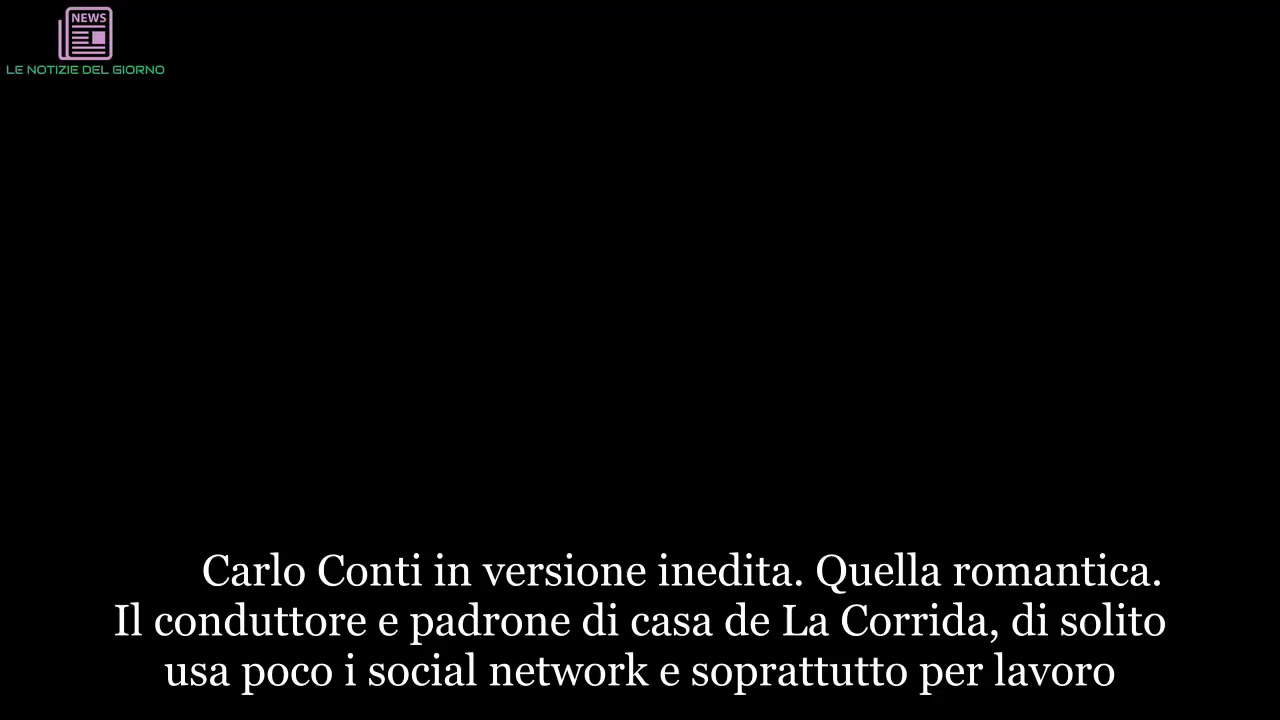 NEWS
LE NOTIZIE DEL GIORNO
Carlo Conti in versione inedita. Quella romantica.
Il conduttore e padrone di casa de La Corrida, di solito
usa poco i social network e soprattutto per lavoro